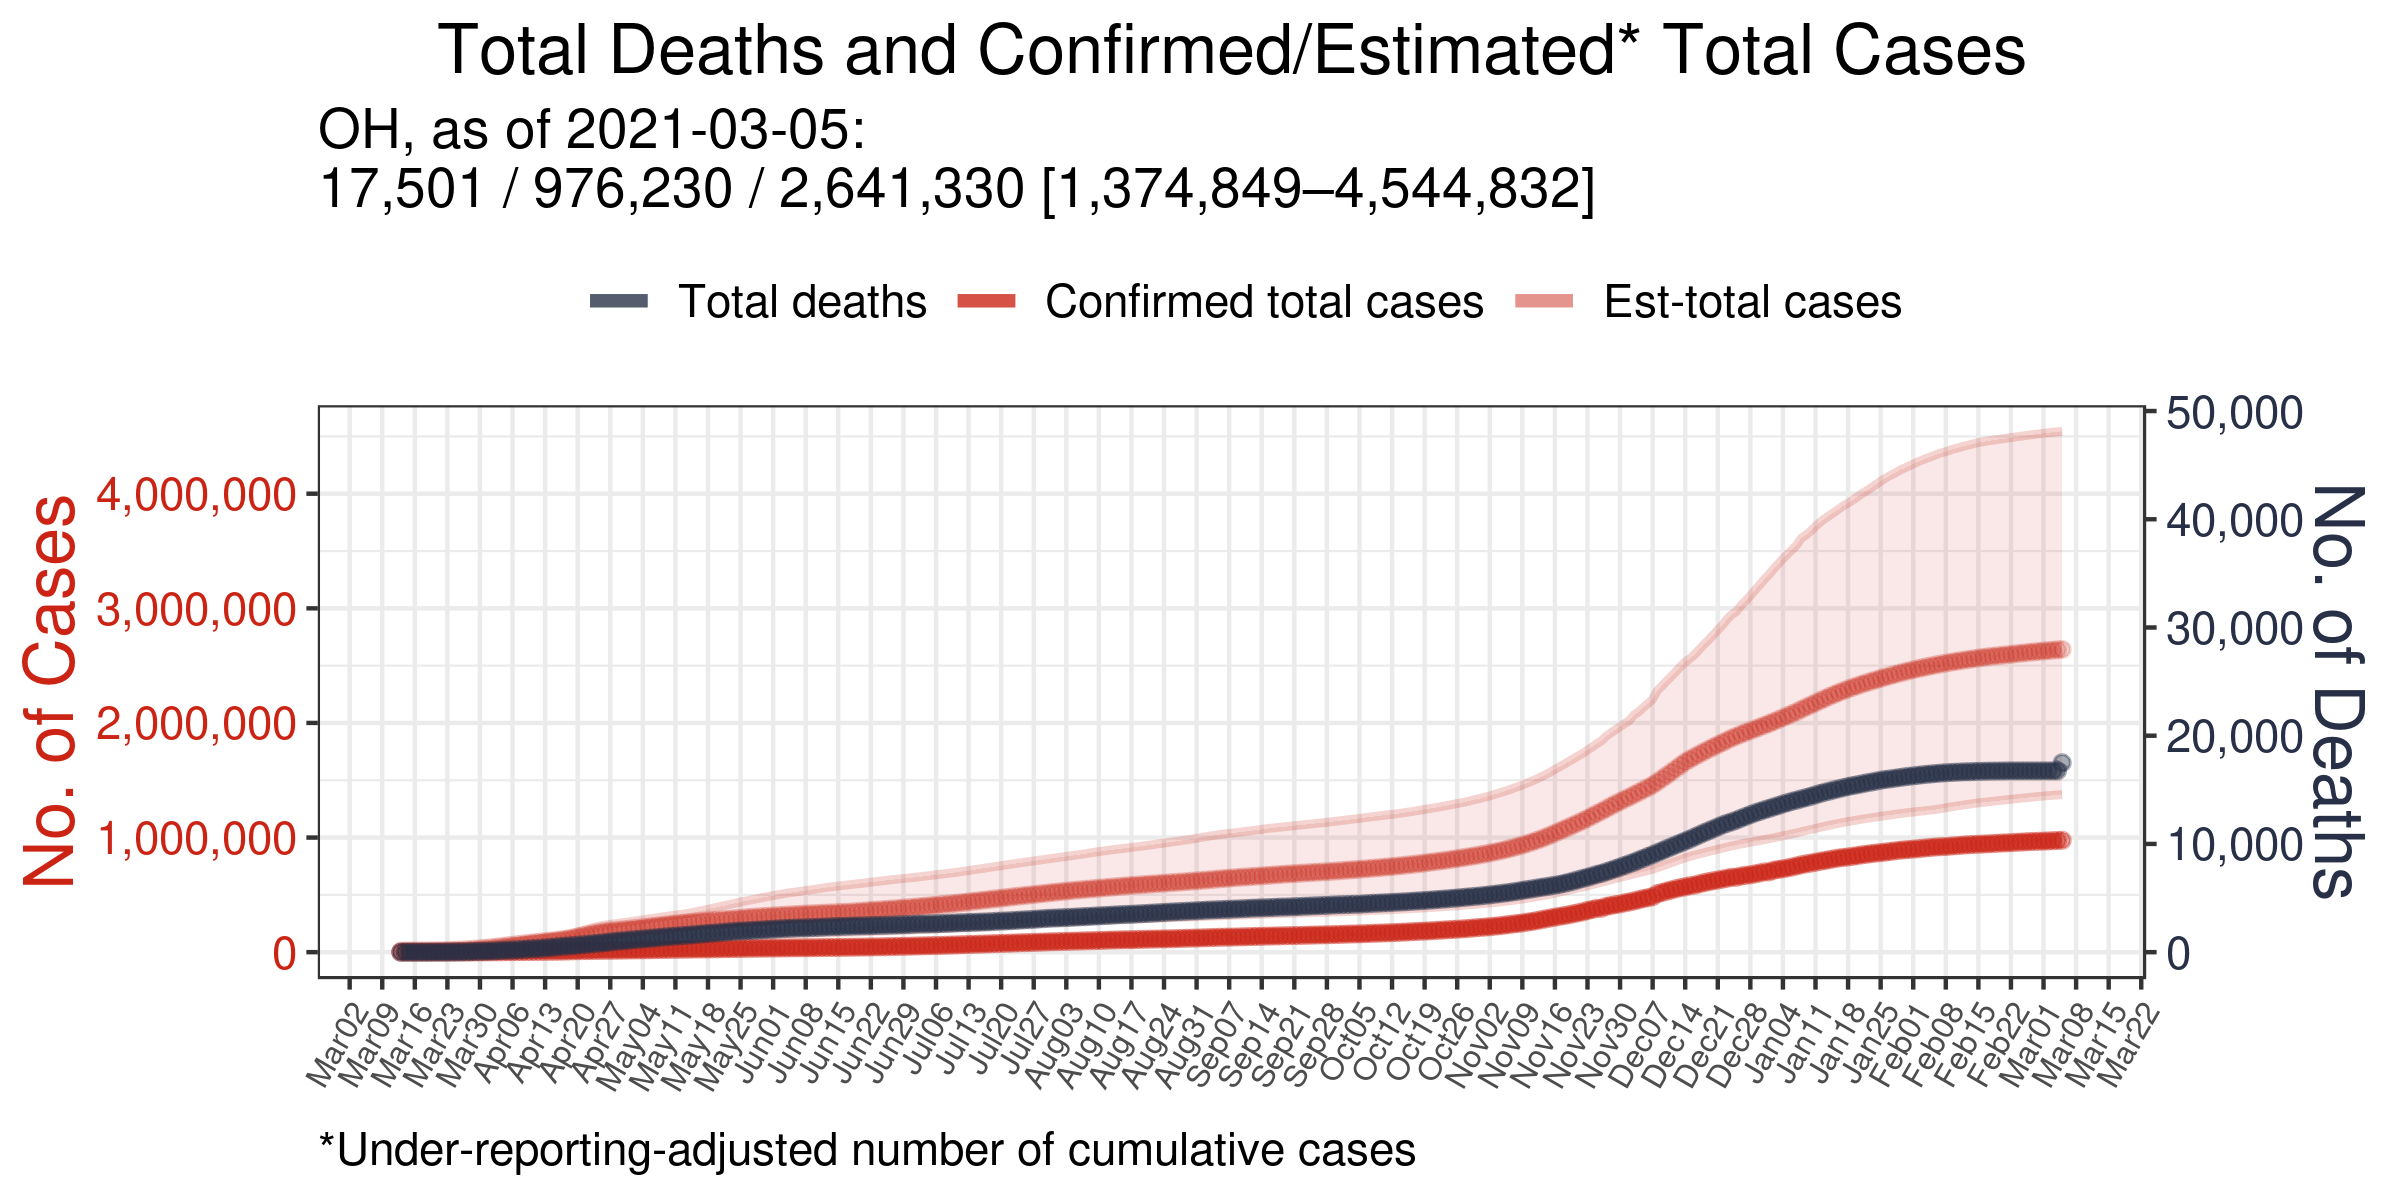 Total Deaths and Confirmed/Estimated* Total Cases
OH, as of 2021-03-05:
17,501 / 976,230 / 2,641,330 [1,374,849–4,544,832]
Total deaths
Confirmed total cases
Est-total cases
No. of Cases
4,000,000
3,000,000
2,000,000
1,000,000
0
50,000
40,000
30,000
20,000
10,000
0
No. of Deaths
Mar02
Mar09
Mar16
Mar23
Mar30
Apr06
Apr13
Apr20
Apr27
May04
May11
May18
May25
Jun01
Jun08
Jun15
Jun22
Jun29
Jul06
Jul13
Jul20
Jul27
Aug03
Aug10
Aug17
Aug24
Aug31
Sep07
Sep14
Sep21
Sep28
Oct05
Oct12
Oct19
Oct26
Nov02
Nov09
Nov16
Nov23
Nov30
Dec07
Dec14
Dec21
Dec28
Jan04
Jan11
Jan18
Jan25
Feb01
Feb08
Feb15
Feb22
Mar01
Mar08
Mar15
Mar22
*Under-reporting-adjusted number of cumulative cases